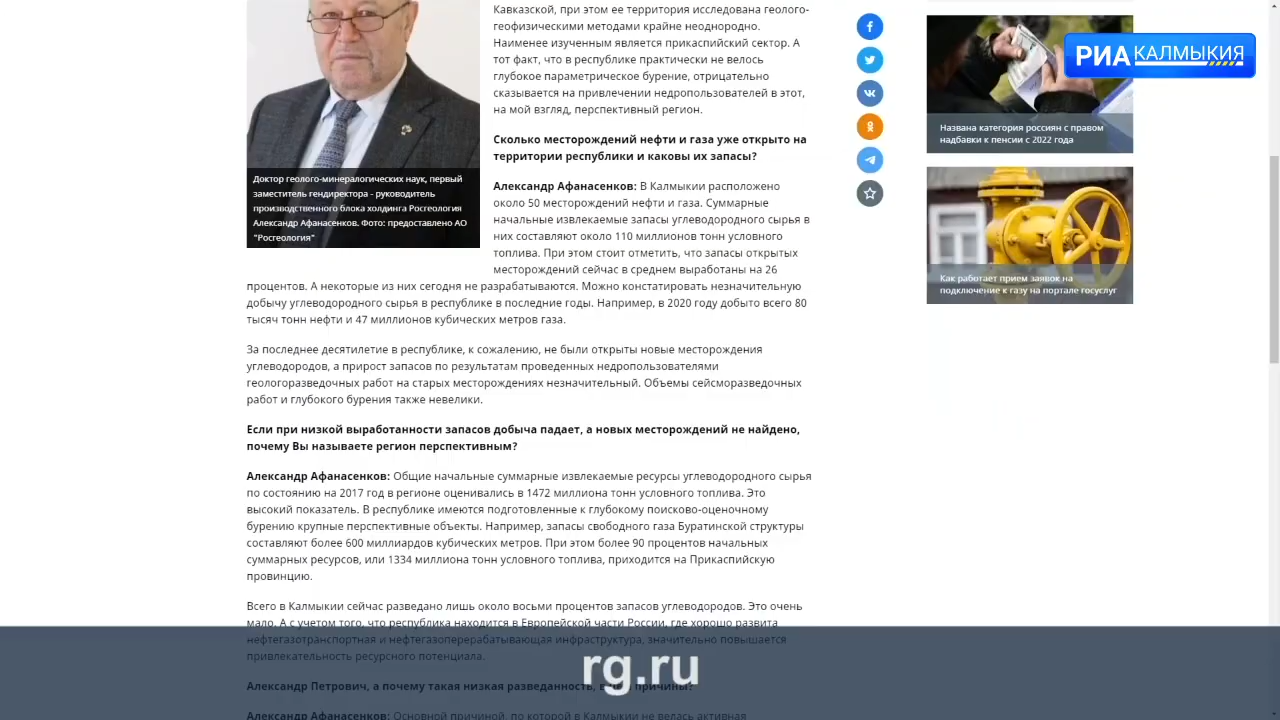 Кавказской, при этом ее территория исследована геолого-
геофизическими методами крайне неоднородно.
Наименее изученным является прикаспийский сектор. А
тот факт, что в республике практически не велось
глубокое параметрическое бурение, отрицательно
сказывается на привлечении недропользователей в этот,
на мой взгляд, перспективный регион.
Сколько месторождений нефти и газа уже открыто на
территории республики и каковы их запасы?
Доктор геолого-минералогических наук, первый
заместитель гендиректора - руководитель
производственного блока холдинга Росгеология
Александр Афанасенков. Фото: предоставлено АО
"Росгеология"
Александр Афанасенков: В Калмыкии расположено
около 50 месторождений нефти и газа. Суммарные
начальные извлекаемые запасы углеводородного сырья в
них составляют около 110 миллионов тонн условного
топлива. При этом стоит отметить, что запасы открытых
месторождений сейчас в среднем выработаны на 26
процентов. А некоторые из них сегодня не разрабатываются. Можно констатировать незначительную
добычу углеводородного сырья в республике в последние годы. Например, в 2020 году добыто всего 80
тысяч тонн нефти и 47 миллионов кубических метров газа.
За последнее десятилетие в республике, к сожалению, не были открыты новые месторождения
углеводородов, а прирост запасов по результатам проведенных недропользователями
геологоразведочных работ на старых месторождениях незначительный. Объемы сейсморазведочных
работ и глубокого бурения также невелики.
Если при низкой выработанности запасов добыча падает, а новых месторождений не найдено,
почему Вы называете регион перспективным?
Александр Афанасенков: Общие начальные суммарные извлекаемые ресурсы углеводородного сырья
по состоянию на 2017 год в регионе оценивались в 1472 миллиона тонн условного топлива. Это
высокий показатель. В республике имеются подготовленные к глубокому поисково-оценочному
бурению крупные перспективные объекты. Например, запасы свободного газа Буратинской структуры
составляют более 600 миллиардов кубических метров. При этом более 90 процентов начальных
суммарных ресурсов, или 1334 миллиона тонн условного топлива, приходится на Прикаспийскую
провинцию.
Всего в Калмыкии сейчас разведано лишь около восьми процентов запасов углеводородов. Это очень
мало. А с учетом того, что республика находится в Европейской части России, где хорошо развита
нефтегазотранспортная и нефтегазоперерабатывающая инфраструктура, значительно повышается
привлекательность ресурсного потенциала.
Александр Петрович, а почему такая низкая разведанность, в причины?
Александр Афанасенков: Основной причиной, по которой в Калмыкии не велась активная
rg.ru
РИА КАЛМЫКИЯ
Названа категория россиян с правом
надбавки к пенсии с 2022 года
Как работает прием заявок на
подключение к газу на портале госуслуг